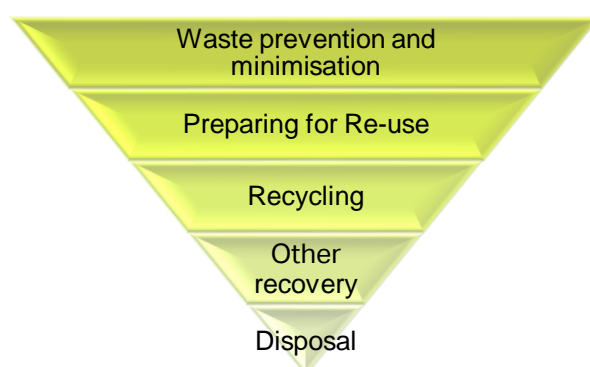 Waste prevention and
minimisation
Preparing for Re-use
Recycling
Other
recovery
Disposal